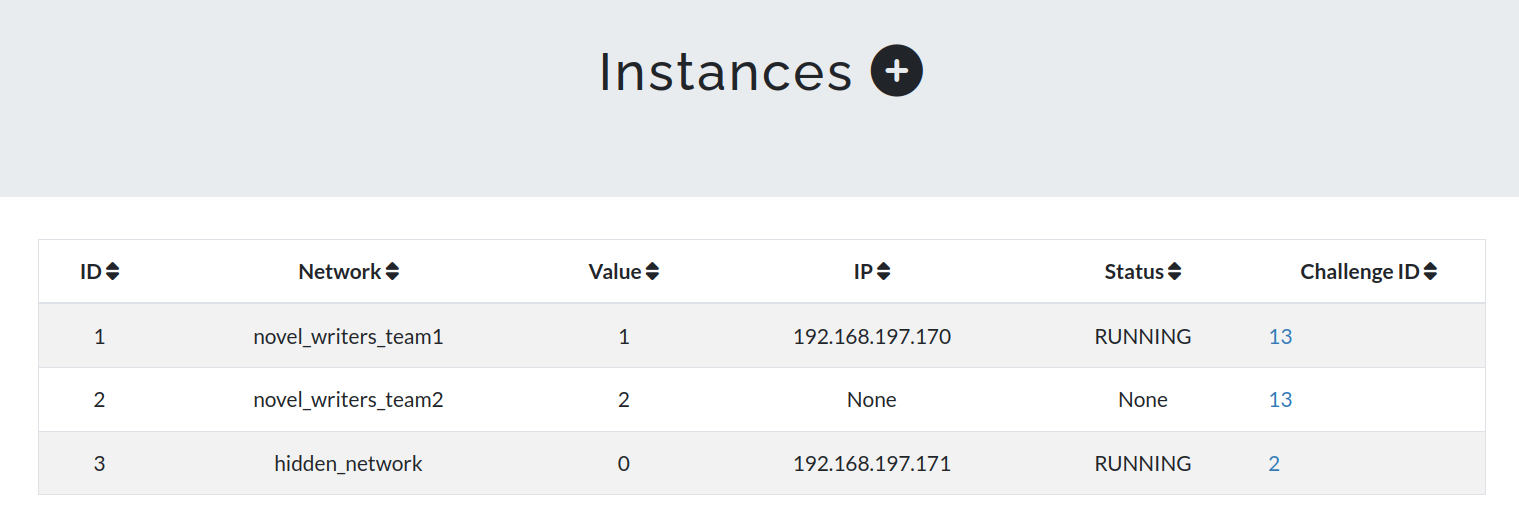 Instances
ID Network Value IP Status Challenge ID
1 novel_writers_team1 1 192.168.197.170 RUNNING 13
2 novel_writers_team2 2 None None 13
3 hidden_network 0 192.168.197.171 RUNNING 2